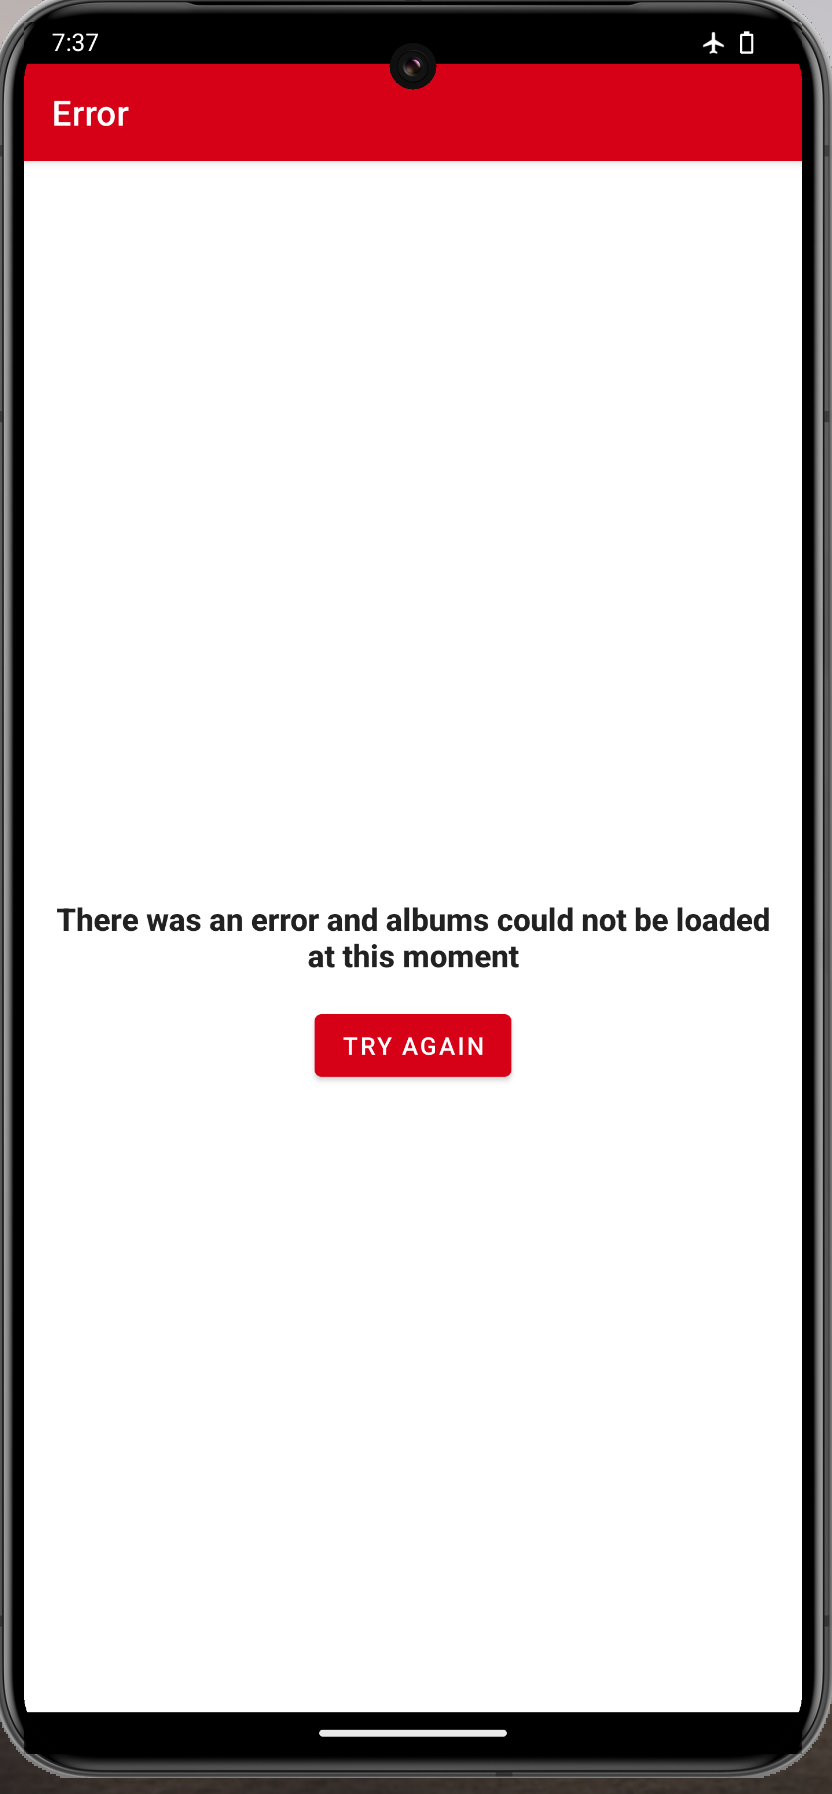 7:37
Error
There was an error and albums could not be loaded
at this moment
TRY AGAIN